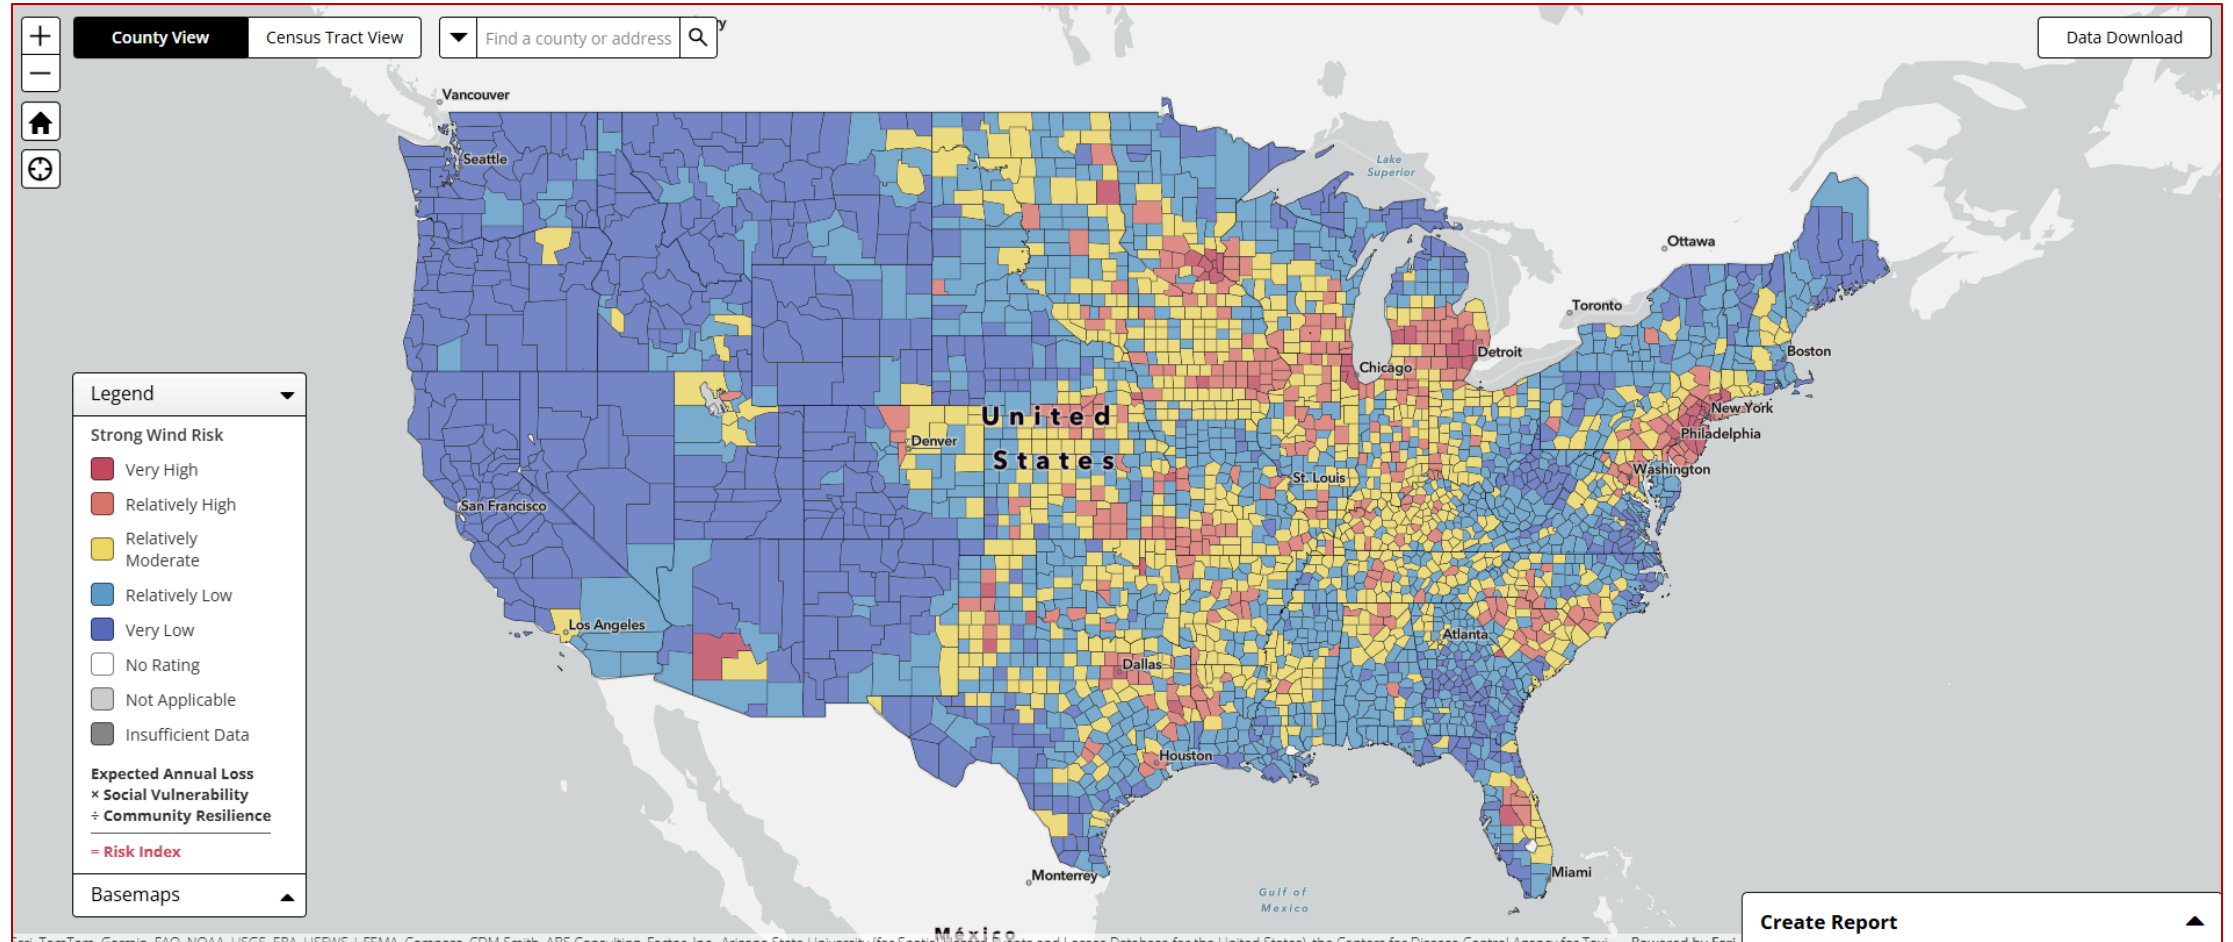 +
County View
Census Tract View
Find a county or address
Data Download
−
Vancouver
Seattle
Lake
Superior
Ottawa
Toronto
Legend
Detroit
Boston
Chicago
Strong Wind Risk
New York
United
Denver
Philadelphia
Very High
States
Washington
St. Louis
Relatively High
San Francisco
Relatively
Moderate
Relatively Low
Very Low
Los Angeles
Atlanta
No Rating
Dallas
Not Applicable
Insufficient Data
Houston
Expected Annual Loss
× Social Vulnerability
÷ Community Resilience
= Risk Index
Monterrey
Miami
Basemaps
Gulf of
Mexico
Create Report
México